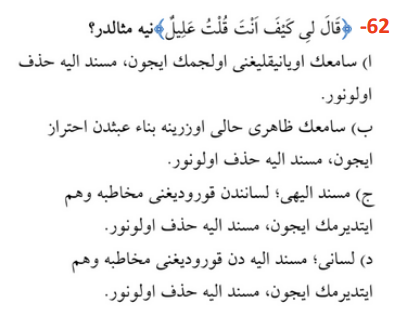 62- ﴿قَالَ لِى كَيْفَ اَنْتَ قُلْتُ عَلِيلٌ﴾ نيه مثالدر؟
ا) سامعك اويانيقليغنى اولجمك ايجون، مسند اليه حذف
اولونور.
ب) سامعك ظاهرى حالى اوزرينه بناء عبثدن احتراز
ايجون، مسند اليه حذف اولونور.
ج) مسند اليهى؛ لسانندن قوروديغنى مخاطبه وهم
ايتديرمك ايجون، مسند اليه حذف اولونور.
د) لسانى؛ مسند اليه دن قوروديغنى مخاطبه وهم
ايتديرمك ايجون، مسند اليه حذف اولونور.